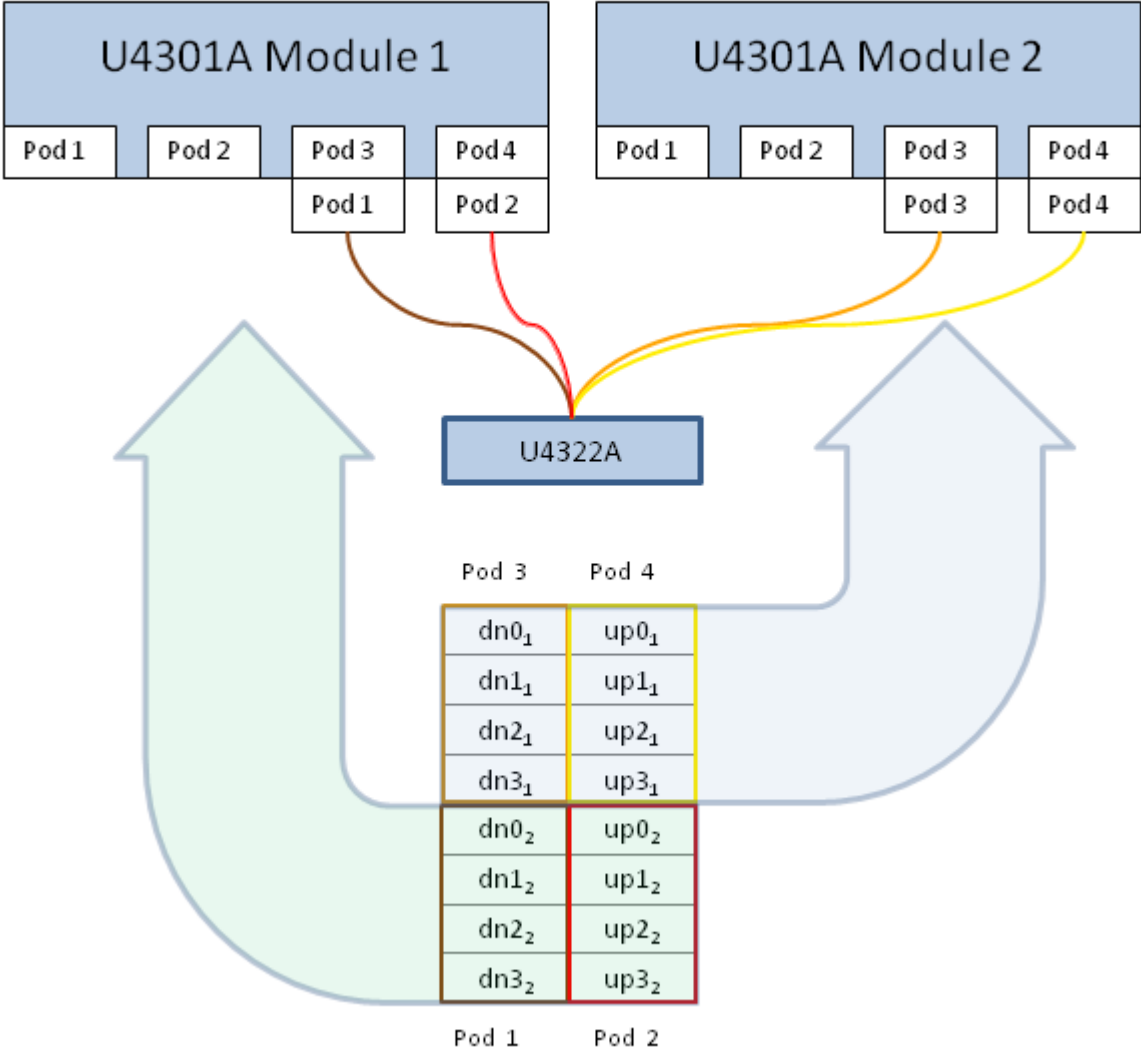 U4301A Module 1 U4301A Module 2
Pod 1 Pod 2 Pod 3 Pod 4 Pod 1 Pod 2 Pod 3 Pod 4
Pod 1 Pod 2 Pod 3 Pod 4
U4322A
Pod 3 Pod 4
dn0₁ up0₁
dn1₁ up1₁
dn2₁ up2₁
dn3₁ up3₁
dn0₂ up0₂
dn1₂ up1₂
dn2₂ up2₂
dn3₂ up3₂
Pod 1 Pod 2